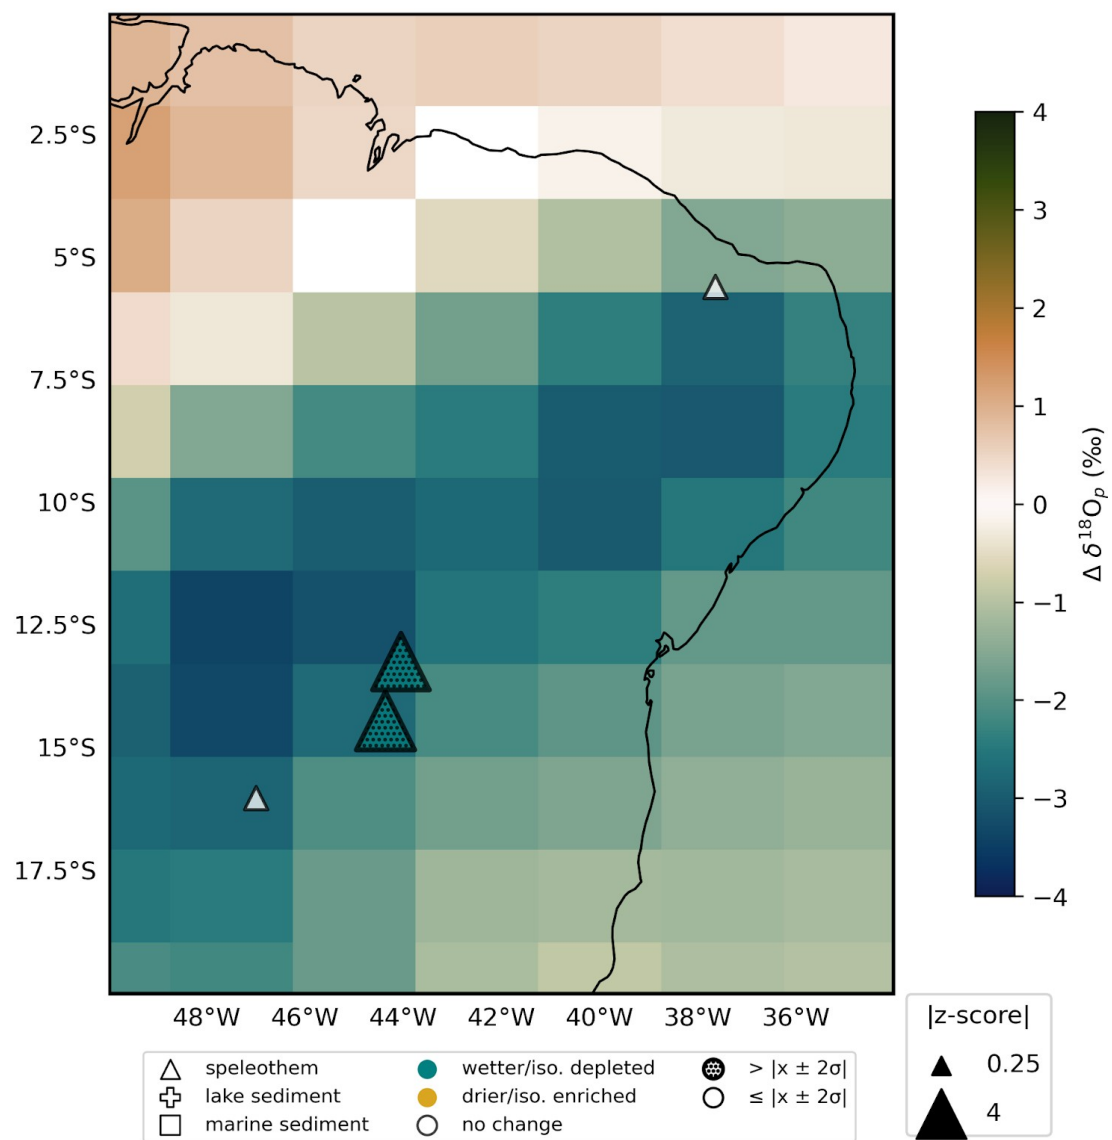 2.5°S
5°S
7.5°S
10°S
12.5°S
15°S
17.5°S
48°W 46°W 44°W 42°W 40°W 38°W 36°W
4
3
2
1
0
−1
−2
−3
−4
Δ δ¹⁸Oₚ (‰)
speleothem
lake sediment
marine sediment
wetter/iso. depleted
drier/iso. enriched
no change
> |x ± 2σ|
≤ |x ± 2σ|
|z-score|
0.25
4